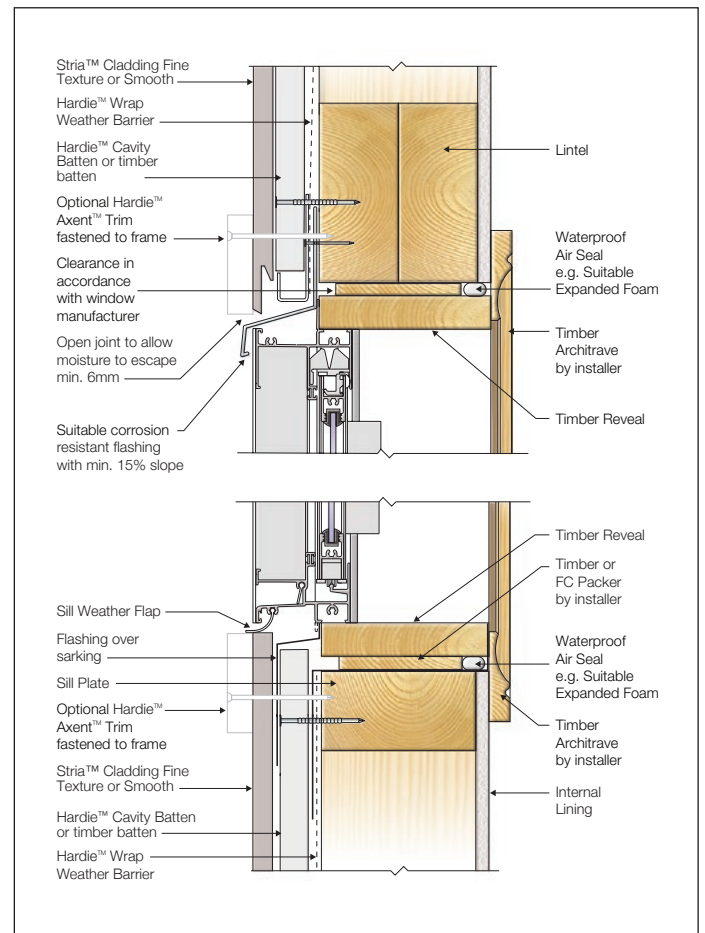 Stria™ Cladding Fine
Texture or Smooth
Hardie™ Wrap
Weather Barrier
Hardie™ Cavity
Batten or timber
batten
Optional Hardie™
Axent™ Trim
fastened to frame
Clearance in
accordance
with window
manufacturer
Open joint to allow
moisture to escape
min. 6mm
Suitable corrosion
resistant flashing
with min. 15% slope
Lintel
Waterproof
Air Seal
e.g. Suitable
Expanded Foam
Timber
Architrave
by installer
Timber Reveal
Sill Weather Flap
Flashing over
sarking
Sill Plate
Optional Hardie™
Axent™ Trim
fastened to frame
Stria™ Cladding Fine
Texture or Smooth
Hardie™ Cavity Batten
or timber batten
Hardie™ Wrap
Weather Barrier
Timber Reveal
Timber or
FC Packer
by installer
Waterproof
Air Seal
e.g. Suitable
Expanded Foam
Timber
Architrave
by installer
Internal
Lining